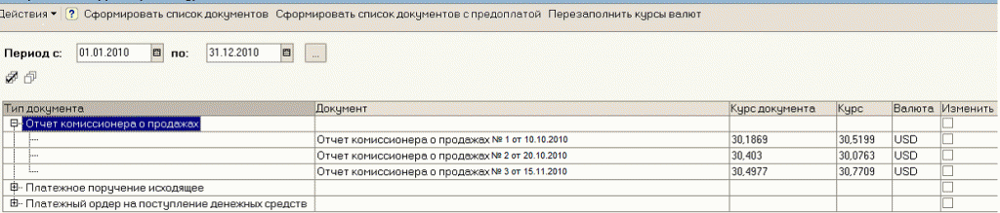 Действия ? Сформировать список документов Сформировать список документов с предоплатой Перезаполнить курсы валют
Период с: 01.01.2010 по: 31.12.2010 ...
Тип документа Документ Курс документа Курс Валюта Изменить
Отчет комиссионера о продажах
Отчет комиссионера о продажах № 1 от 10.10.2010 30,1869 30,5199 USD
Отчет комиссионера о продажах № 2 от 20.10.2010 30,403 30,0763 USD
Отчет комиссионера о продажах № 3 от 15.11.2010 30,4977 30,7709 USD
Платежное поручение исходящее
Платежный ордер на поступление денежных средств